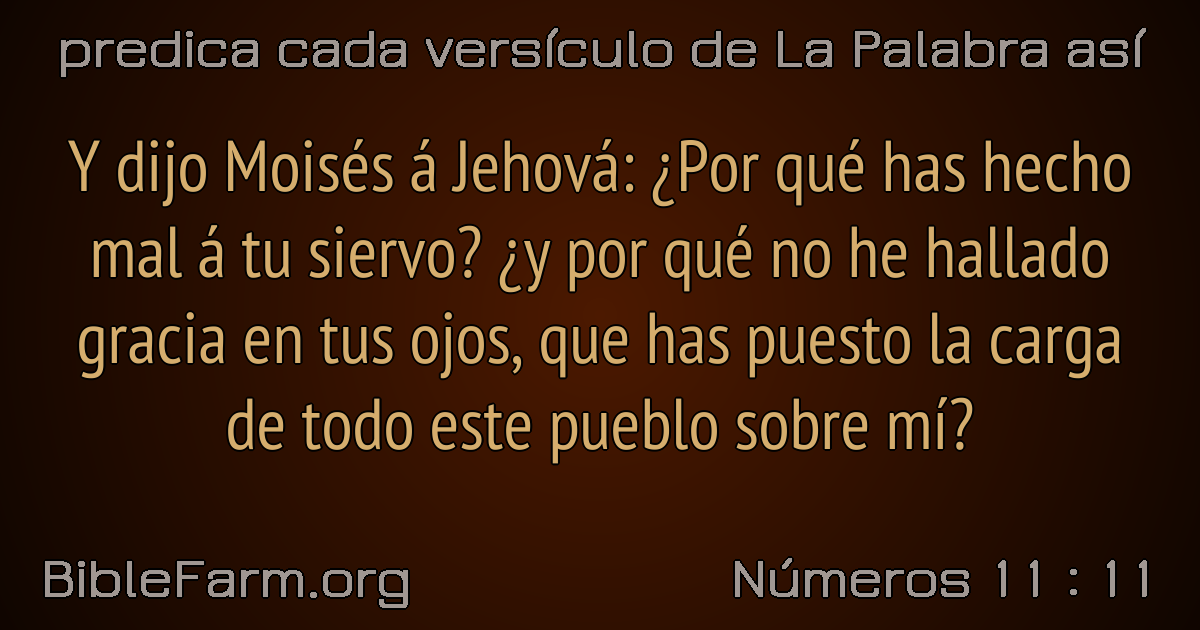 predica cada versículo de La Palabra así
Y dijo Moisés á Jehová: ¿Por qué has hecho
mal á tu siervo? ¿y por qué no he hallado
gracia en tus ojos, que has puesto la carga
de todo este pueblo sobre mí?
BibleFarm.org
Números 11 : 11